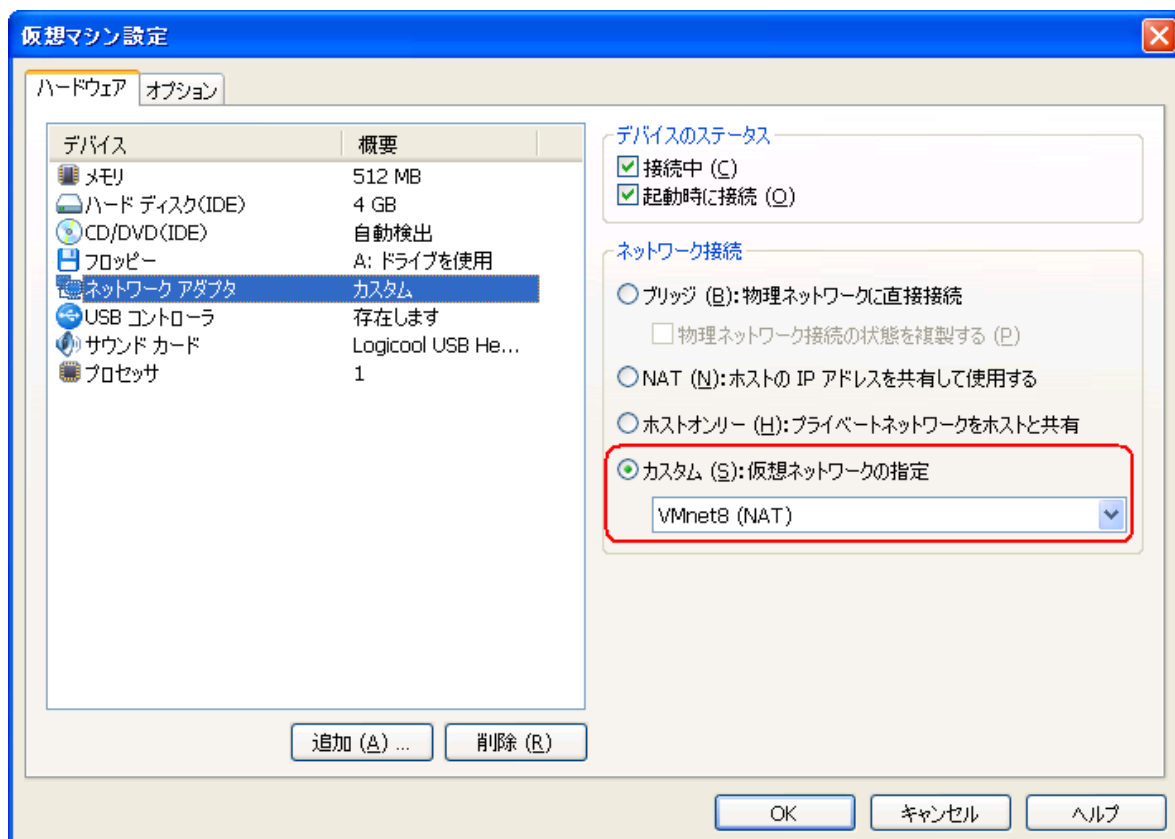 仮想マシン設定
ハードウェア オプション
デバイス 概要
メモリ 512 MB
ハード ディスク(IDE) 4 GB
CD/DVD(IDE) 自動検出
フロッピー A: ドライブを使用
ネットワーク アダプタ カスタム
USB コントローラ 存在します
サウンド カード Logicool USB He...
プロセッサ 1
追加 (A) ... 削除 (R)
デバイスのステータス
接続中 (C)
起動時に接続 (O)
ネットワーク接続
ブリッジ (B):物理ネットワークに直接接続
物理ネットワーク接続の状態を複製する (P)
NAT (N):ホストの IP アドレスを共有して使用する
ホストオンリー (H):プライベートネットワークをホストと共有
カスタム (S):仮想ネットワークの指定
VMnet8 (NAT)
OK キャンセル ヘルプ